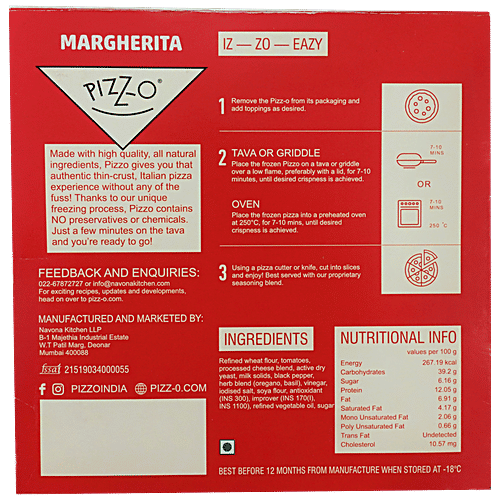 MARGHERITA
PIZZ-O
IZ — ZO — EAZY
Made with high quality, all natural
ingredients, Pizzo gives you that
authentic thin-crust, Italian pizza
experience without any of the
fuss! Thanks to our unique
freezing process, Pizzo contains
NO preservatives or chemicals.
Just a few minutes on the tava
and you're ready to go!
1
Remove the Pizz-o from its packaging and
add toppings as desired.
2
TAVA OR GRIDDLE
Place the frozen Pizzo on a tava or griddle
over a low flame, preferably with a lid, for 7-10
minutes, until desired crispness is achieved.
7-10
MINS
OR
OVEN
Place the frozen pizza into a preheated oven
at 250°C, for 7-10 mins, until desired
crispness is achieved.
7-10
MINS
250 °C
3
Using a pizza cutter or knife, cut into slices
and enjoy! Best served with our proprietary
seasoning blend.
FEEDBACK AND ENQUIRIES:
022-67872727 or info@navonakitchen.com
For exciting recipes, updates and developments,
head on over to pizz-o.com.
MANUFACTURED AND MARKETED BY:
Navona Kitchen LLP
B-1 Majethia Industrial Estate
W.T Patil Marg, Deonar
Mumbai 400088
fssai 21519034000055
PIZZOINDIA PIZZ-O.COM
INGREDIENTS
Refined wheat flour, tomatoes,
processed cheese blend, active dry
yeast, milk solids, black pepper,
herb blend (oregano, basil), vinegar,
iodised salt, soya flour, antioxidant
(INS 300), improver (INS 170(I),
INS 1100), refined vegetable oil, sugar
NUTRITIONAL INFO
values per 100 g
Energy 267.19 kcal
Carbohydrates 39.2 g
Sugar 6.16 g
Protein 12.05 g
Fat 6.91 g
Saturated Fat 4.17 g
Mono Unsaturated Fat 2.06 g
Poly Unsaturated Fat 0.66 g
Trans Fat Undetected
Cholesterol 10.57 mg
BEST BEFORE 12 MONTHS FROM MANUFACTURE WHEN STORED AT -18°C